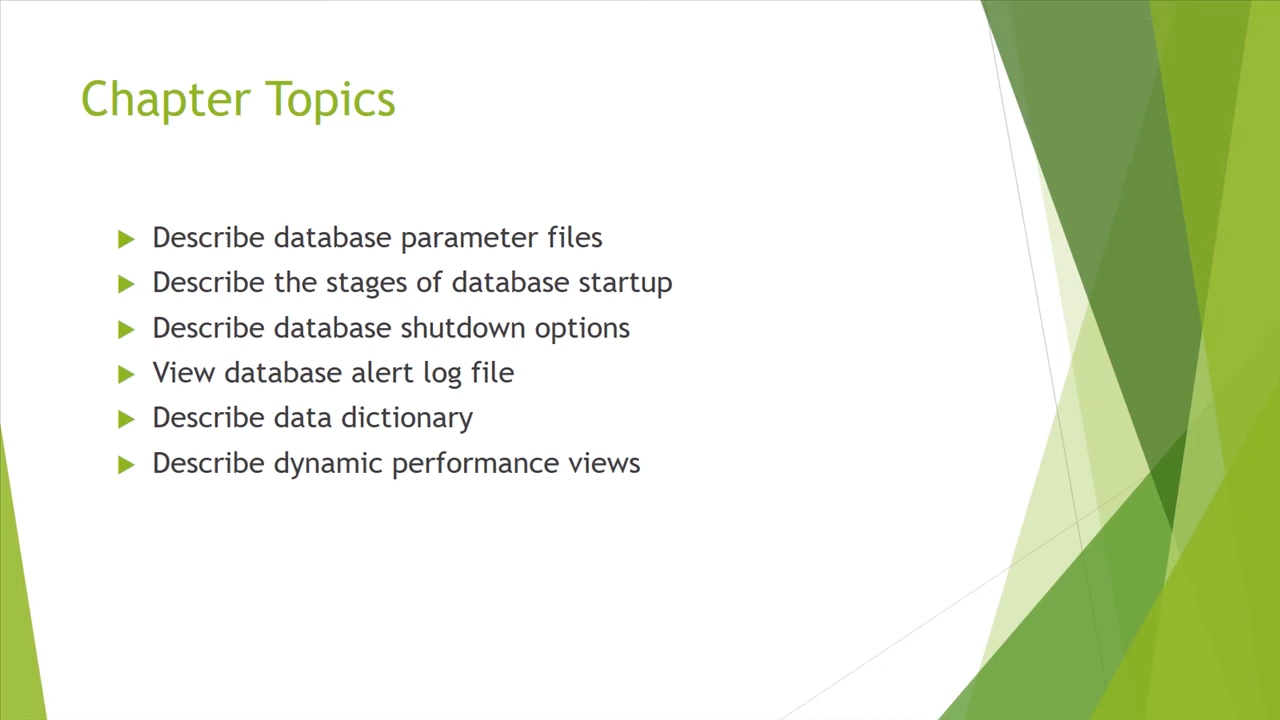 Chapter Topics
Describe database parameter files
Describe the stages of database startup
Describe database shutdown options
View database alert log file
Describe data dictionary
Describe dynamic performance views